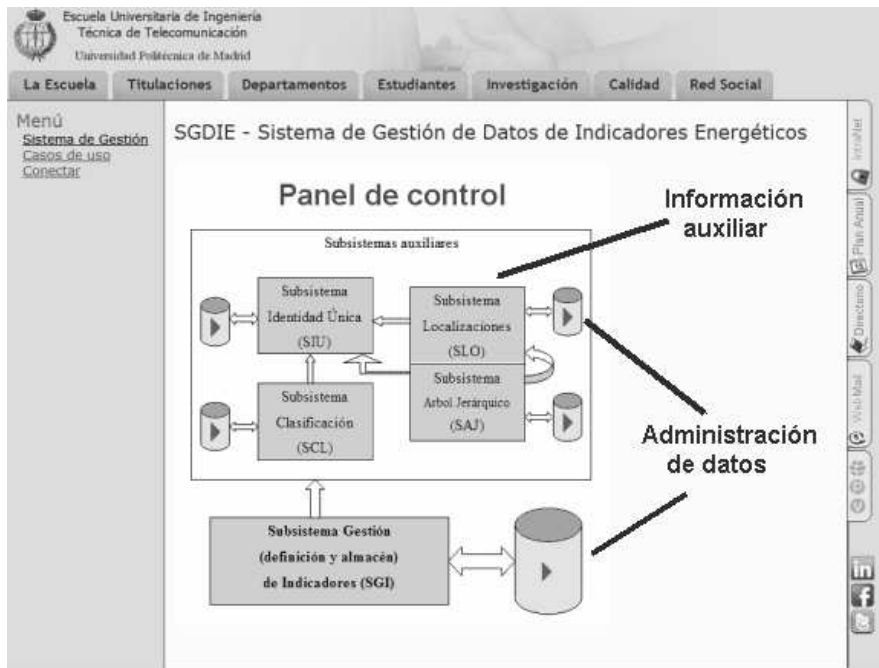 Escuela Universitaria de Ingeniería
Técnica de Telecomunicación
Universidad Politécnica de Madrid
La Escuela Titulaciones Departamentos Estudiantes Investigación Calidad Red Social
Menú
Sistema de Gestión
Casos de uso
Conectar
SGDIE - Sistema de Gestión de Datos de Indicadores Energéticos
Panel de control
Información
auxiliar
Subsistemas auxiliares
Subsistema
Identidad Única
(SIU)
Subsistema
Localizaciones
(SLO)
Subsistema
Clasificación
(SCL)
Subsistema
Arbol Jerárquico
(SAJ)
Administración
de datos
Subsistema Gestión
(definición y almacén)
de Indicadores (SGI)
IntraNet
Plan Anual
Directorio
WebMail
in
f